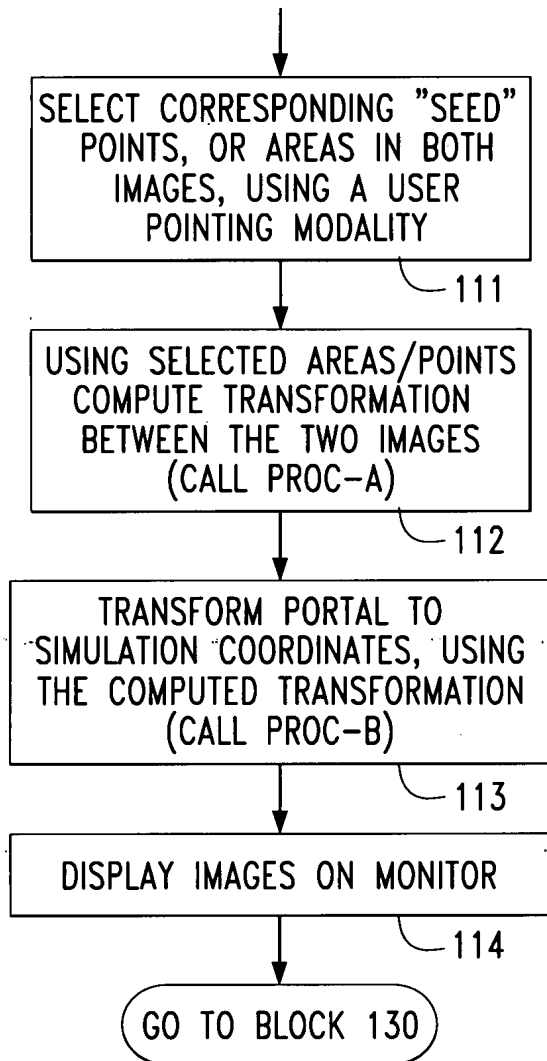 SELECT CORRESPONDING "SEED"
POINTS, OR AREAS IN BOTH
IMAGES, USING A USER
POINTING MODALITY
111
USING SELECTED AREAS/POINTS
COMPUTE TRANSFORMATION
BETWEEN THE TWO IMAGES
(CALL PROC-A)
112
TRANSFORM PORTAL TO
SIMULATION COORDINATES, USING
THE COMPUTED TRANSFORMATION
(CALL PROC-B)
113
DISPLAY IMAGES ON MONITOR
114
GO TO BLOCK 130